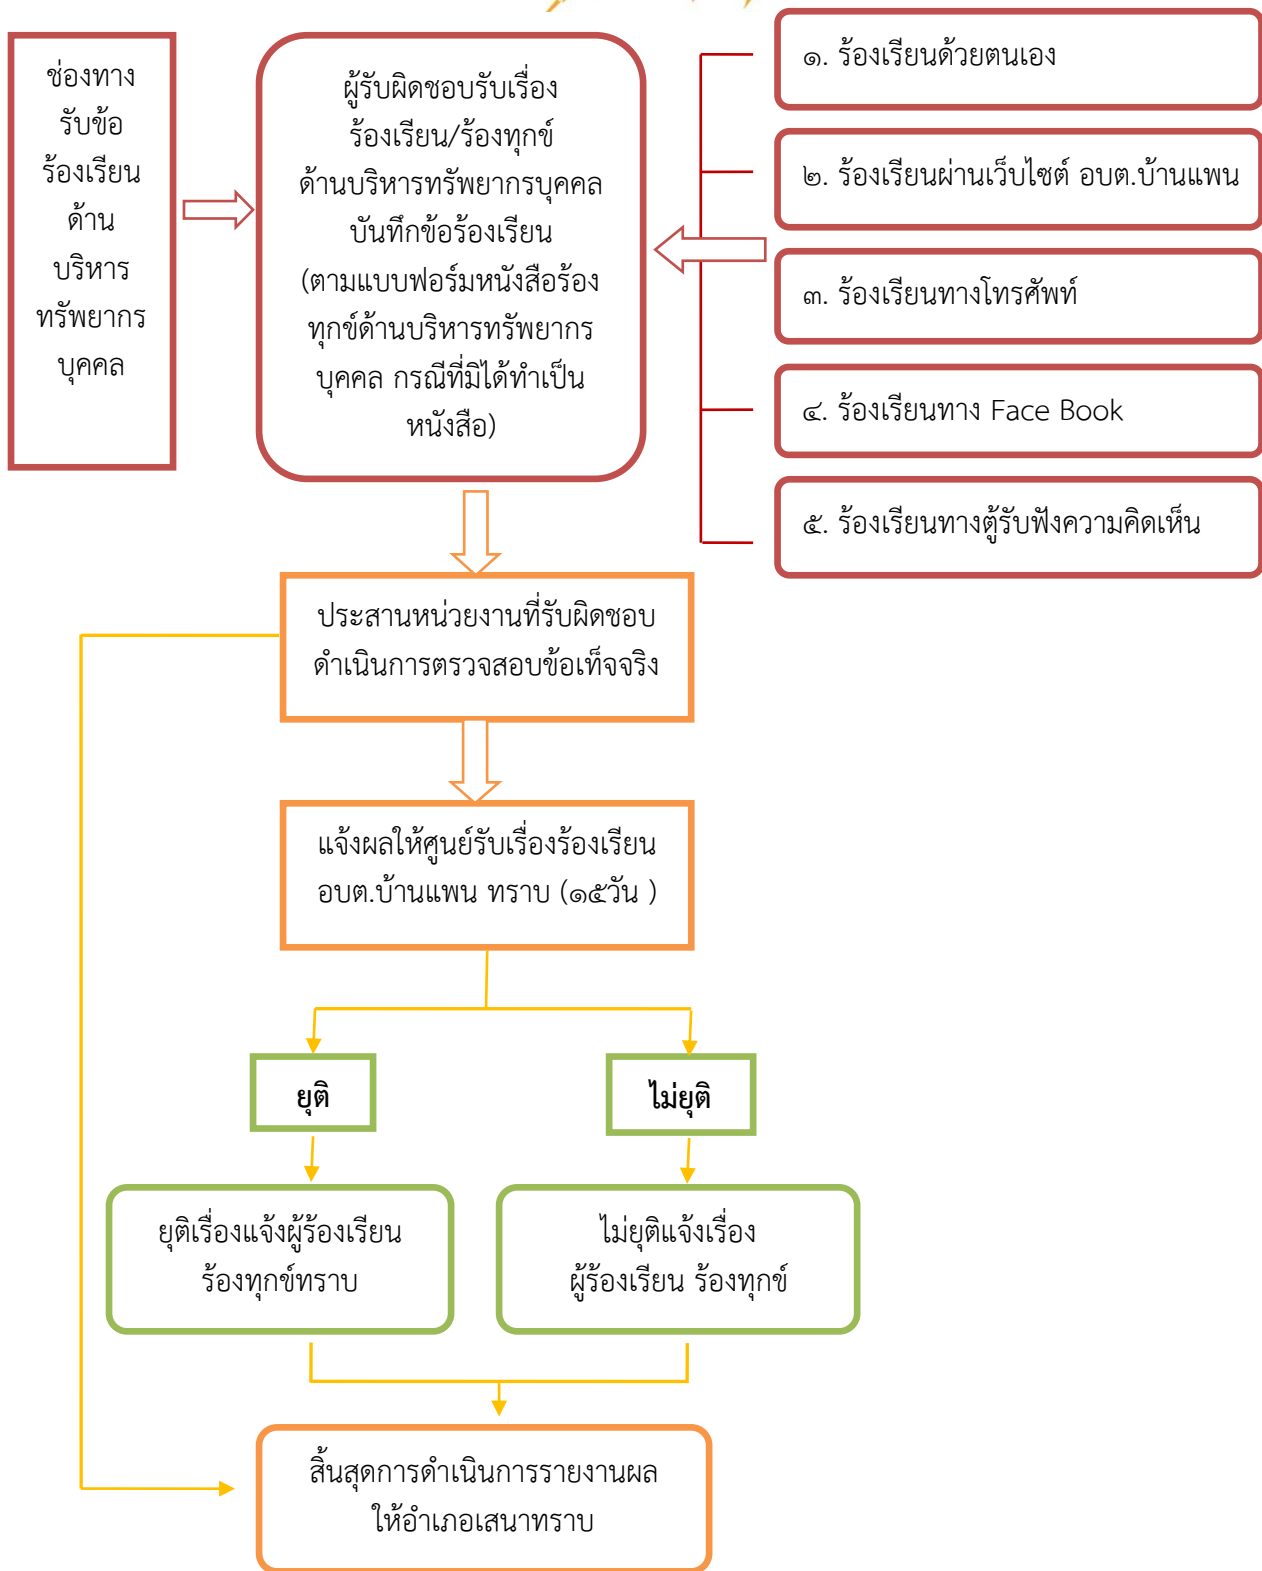 ช่องทาง
รับข้อ
ร้องเรียน
ด้าน
บริหาร
ทรัพยากร
บุคคล
ผู้รับผิดชอบรับเรื่อง
ร้องเรียน/ร้องทุกข์
ด้านบริหารทรัพยากรบุคคล
บันทึกข้อร้องเรียน
(ตามแบบฟอร์มหนังสือร้อง
ทุกข์ด้านบริหารทรัพยากร
บุคคล กรณีที่มิได้ทำเป็น
หนังสือ)
๑. ร้องเรียนด้วยตนเอง
๒. ร้องเรียนผ่านเว็บไซต์ อบต.บ้านแพน
๓. ร้องเรียนทางโทรศัพท์
๔. ร้องเรียนทาง Face Book
๕. ร้องเรียนทางตู้รับฟังความคิดเห็น
ประสานหน่วยงานที่รับผิดชอบ
ดำเนินการตรวจสอบข้อเท็จจริง
แจ้งผลให้ศูนย์รับเรื่องร้องเรียน
อบต.บ้านแพน ทราบ (๑๕วัน )
ยุติ
ไม่ยุติ
ยุติเรื่องแจ้งผู้ร้องเรียน
ร้องทุกข์ทราบ
ไม่ยุติแจ้งเรื่อง
ผู้ร้องเรียน ร้องทุกข์
สิ้นสุดการดำเนินการรายงานผล
ให้อำเภอเสนาทราบ